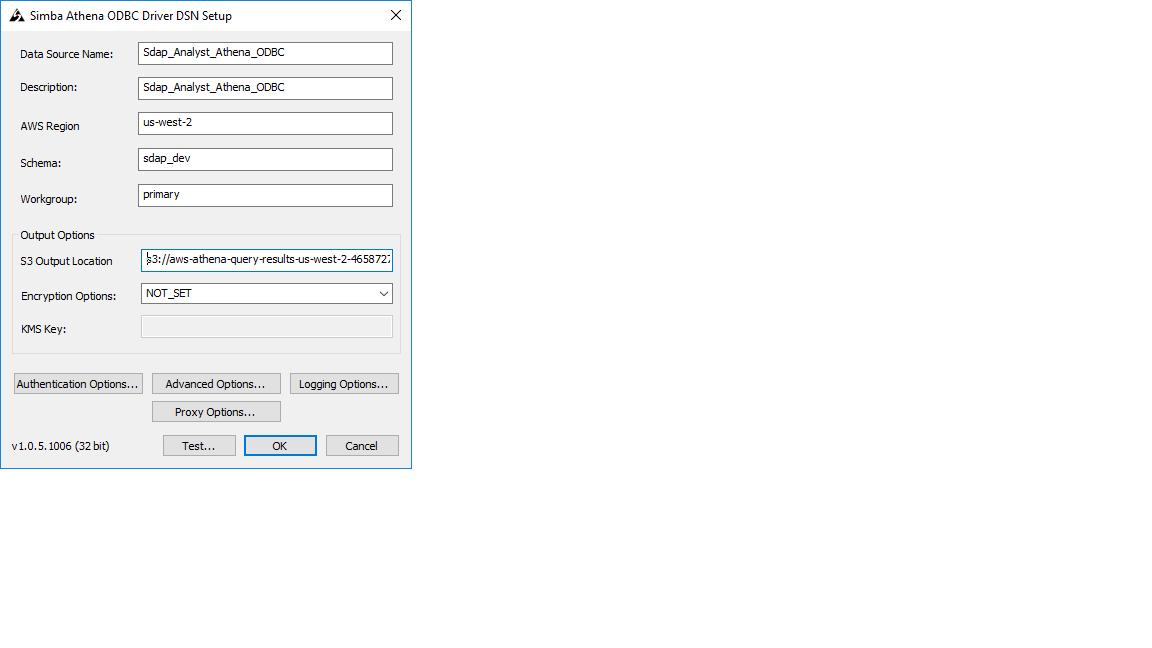 Simba Athena ODBC Driver DSN Setup
Data Source Name: Sdap_Analyst_Athena_ODBC
Description: Sdap_Analyst_Athena_ODBC
AWS Region us-west-2
Schema: sdap_dev
Workgroup: primary
Output Options
S3 Output Location s3://aws-athena-query-results-us-west-2-4658727
Encryption Options: NOT_SET
KMS Key:
Authentication Options... Advanced Options... Logging Options...
Proxy Options...
v1.0.5.1006 (32 bit) Test... OK Cancel